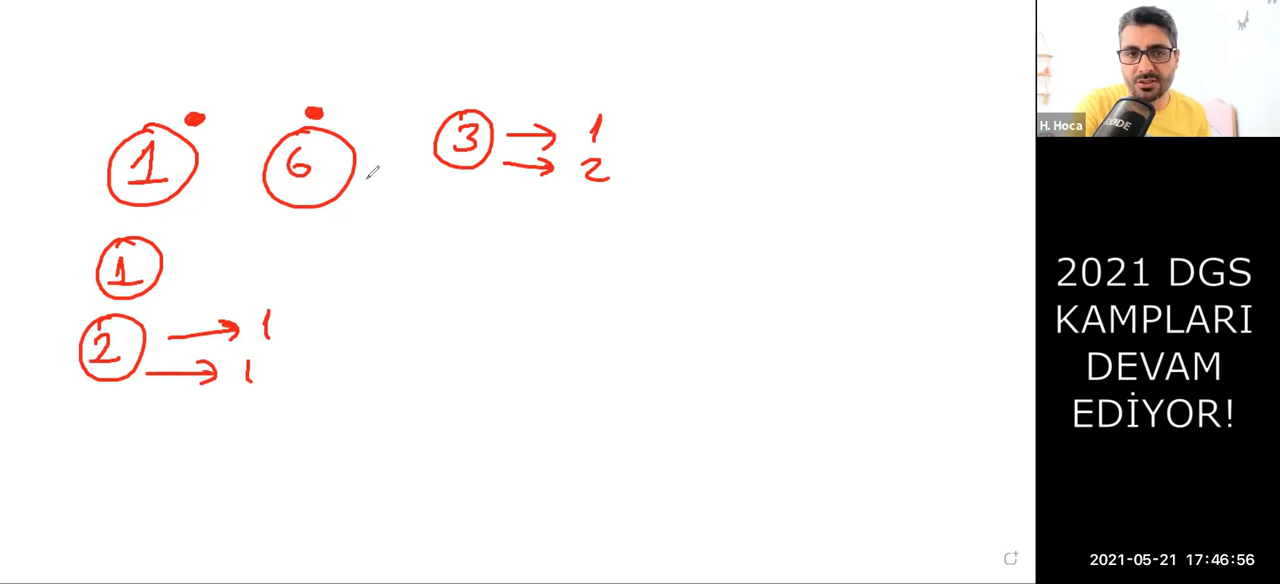 1 6 3 → 1
→ 2
1
2 → 1
→ 1
H. Hoca
2021 DGS
KAMPLARI
DEVAM
EDİYOR!
2021-05-21 17:46:56